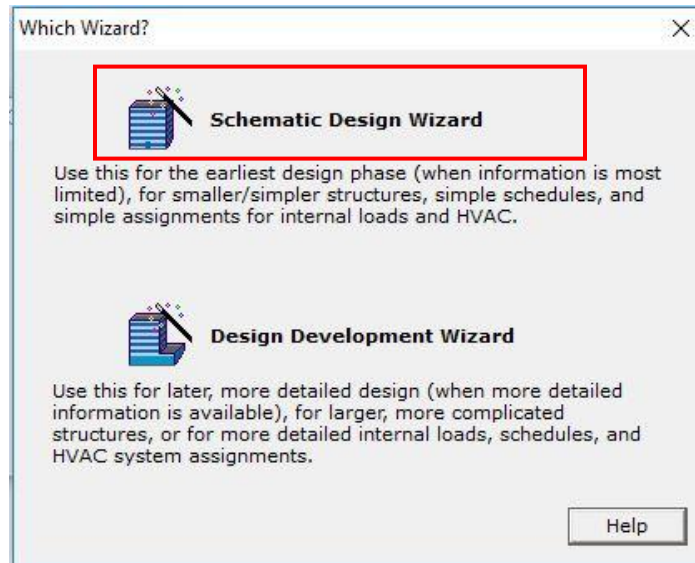 Which Wizard?
Schematic Design Wizard
Use this for the earliest design phase (when information is most
limited), for smaller/simpler structures, simple schedules, and
simple assignments for internal loads and HVAC.
Design Development Wizard
Use this for later, more detailed design (when more detailed
information is available), for larger, more complicated
structures, or for more detailed internal loads, schedules, and
HVAC system assignments.
Help